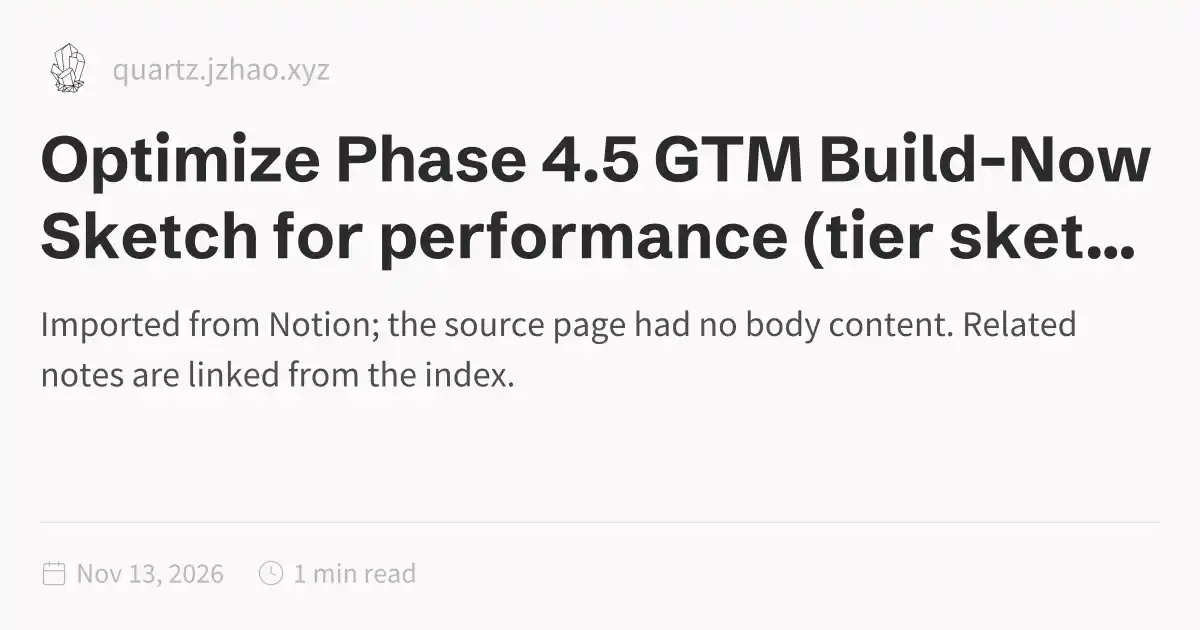 quartz.jzhao.xyz
Optimize Phase 4.5 GTM Build-Now
Sketch for performance (tier sket...
Imported from Notion; the source page had no body content. Related
notes are linked from the index.
Nov 13, 2026 1 min read